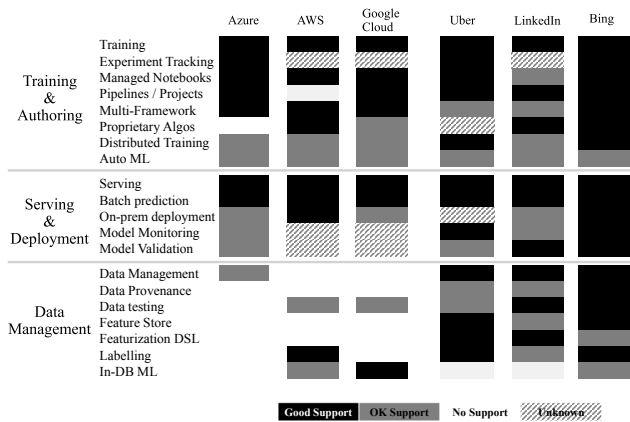 Azure AWS Google Cloud Uber LinkedIn Bing
Training & Authoring
Training
Experiment Tracking
Managed Notebooks
Pipelines / Projects
Multi-Framework
Proprietary Algos
Distributed Training
Auto ML
Serving & Deployment
Serving
Batch prediction
On-prem deployment
Model Monitoring
Model Validation
Data Management
Data Management
Data Provenance
Data testing
Feature Store
Featurization DSL
Labelling
In-DB ML
Good Support OK Support No Support Unknown